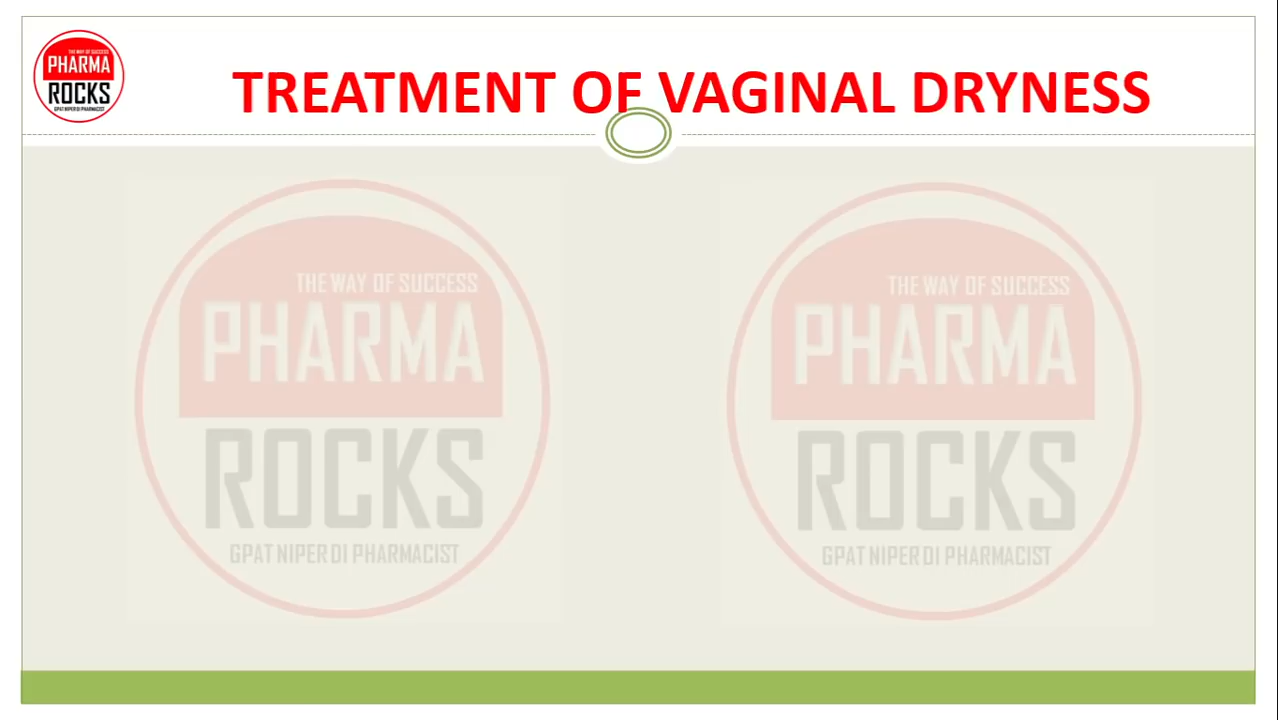 THE WAY OF SUCCESS
PHARMA
ROCKS
GPAT NIPER DI PHARMACIST
TREATMENT OF VAGINAL DRYNESS
THE WAY OF SUCCESS
PHARMA
ROCKS
GPAT NIPER DI PHARMACIST
THE WAY OF SUCCESS
PHARMA
ROCKS
GPAT NIPER DI PHARMACIST